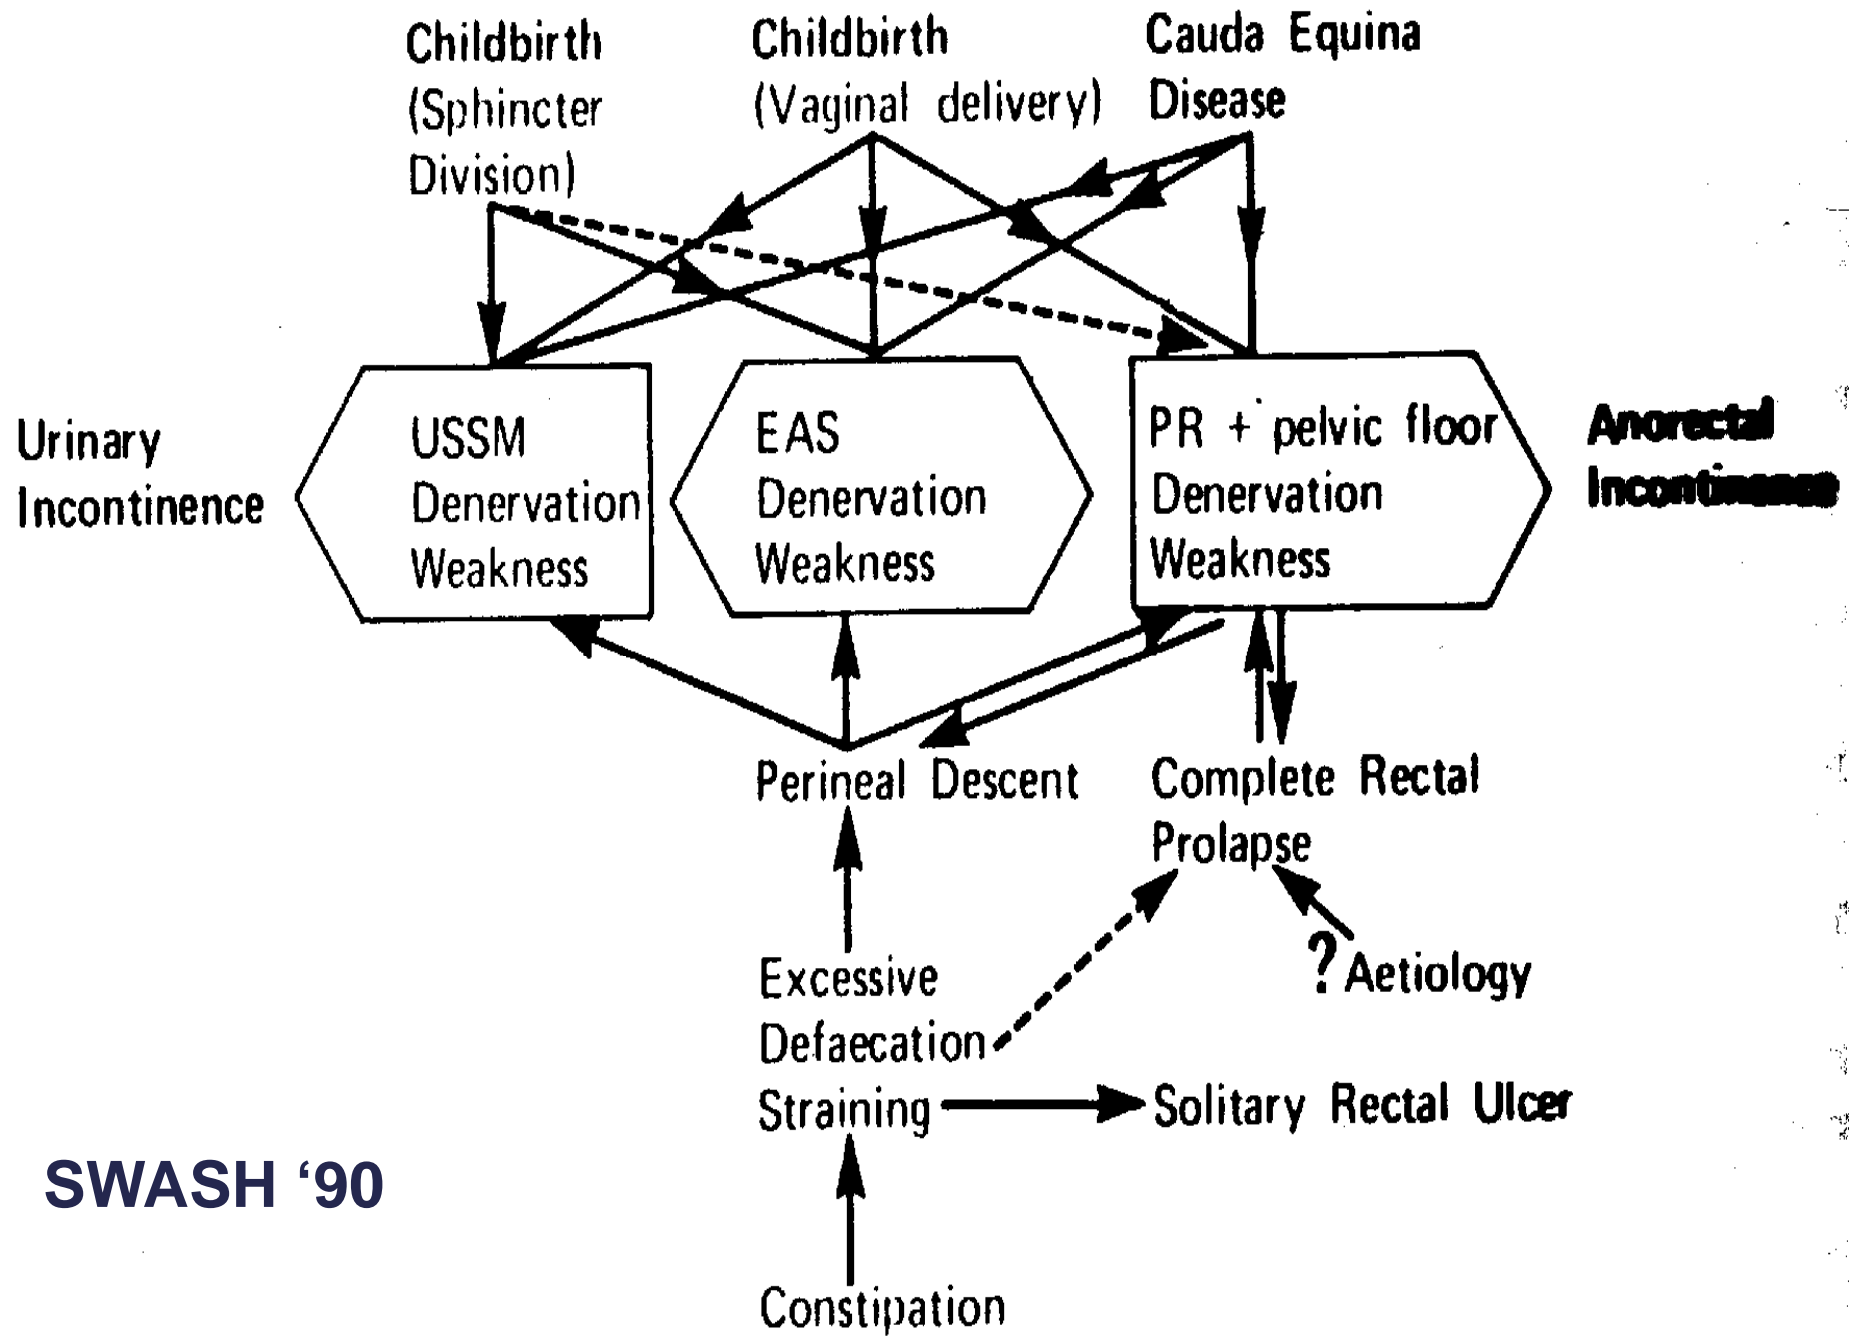 Childbirth
(Sphincter
Division)
Childbirth
(Vaginal delivery)
Cauda Equina
Disease
Urinary
Incontinence
USSM
Denervation
Weakness
EAS
Denervation
Weakness
PR + pelvic floor
Denervation
Weakness
Anorectal
Incontinence
Perineal Descent
Complete Rectal
Prolapse
? Aetiology
Excessive
Defaecation
Straining
Solitary Rectal Ulcer
SWASH ‘90
Constipation